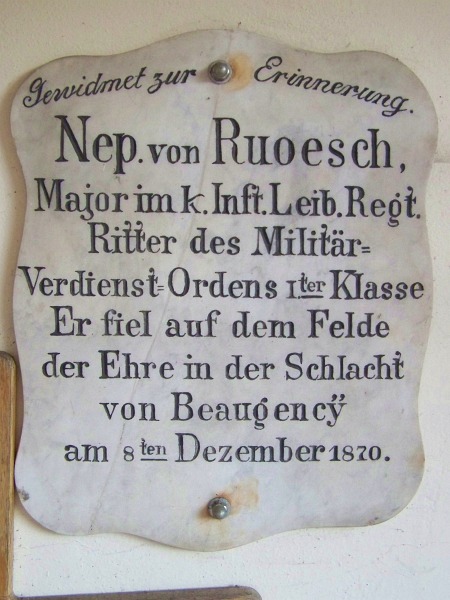 Gewidmet zur Erinnerung.
Nep. von Ruoesch,
Major im k. Inft. Leib. Regt.
Ritter des Militär=
Verdienst=Ordens 1ter Klasse
Er fiel auf dem Felde
der Ehre in der Schlacht
von Beaugencÿ
am 8ten Dezember 1870.